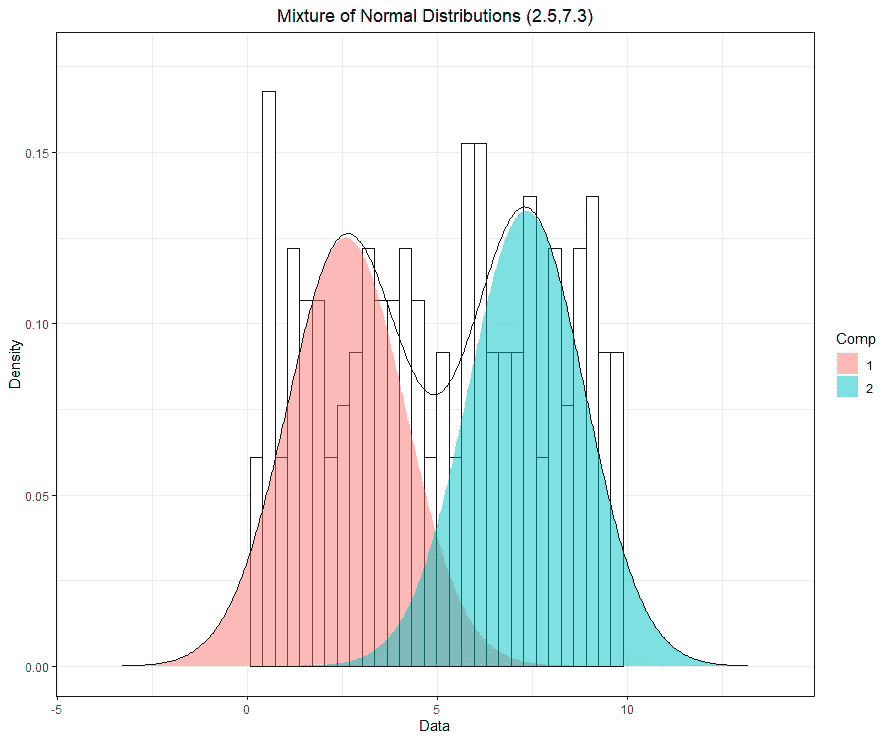 Mixture of Normal Distributions (2.5,7.3)
Density
0.15
0.10
0.05
0.00
-5
0
5
10
Data
Comp
1
2